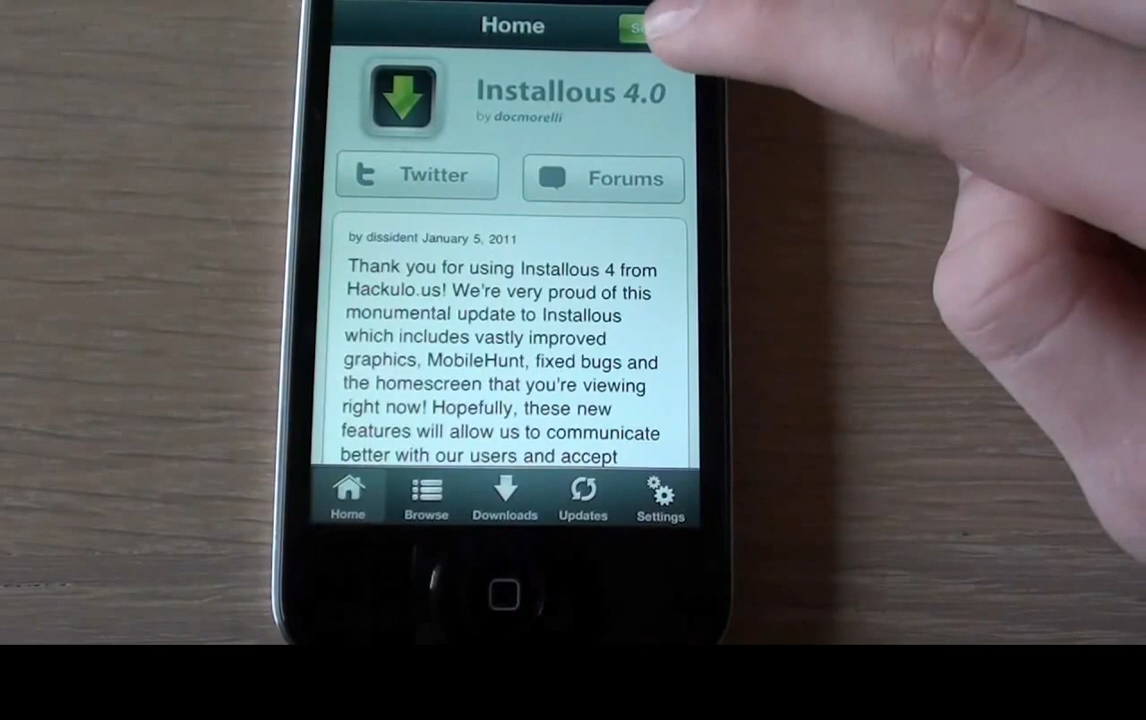 Home
Installous 4.0
by docmorelli
Twitter
Forums
by dissident January 5, 2011
Thank you for using Installous 4 from
Hackulo.us! We're very proud of this
monumental update to Installous
which includes vastly improved
graphics, MobileHunt, fixed bugs and
the homescreen that you're viewing
right now! Hopefully, these new
features will allow us to communicate
better with our users and accept
Home
Browse
Downloads
Updates
Settings